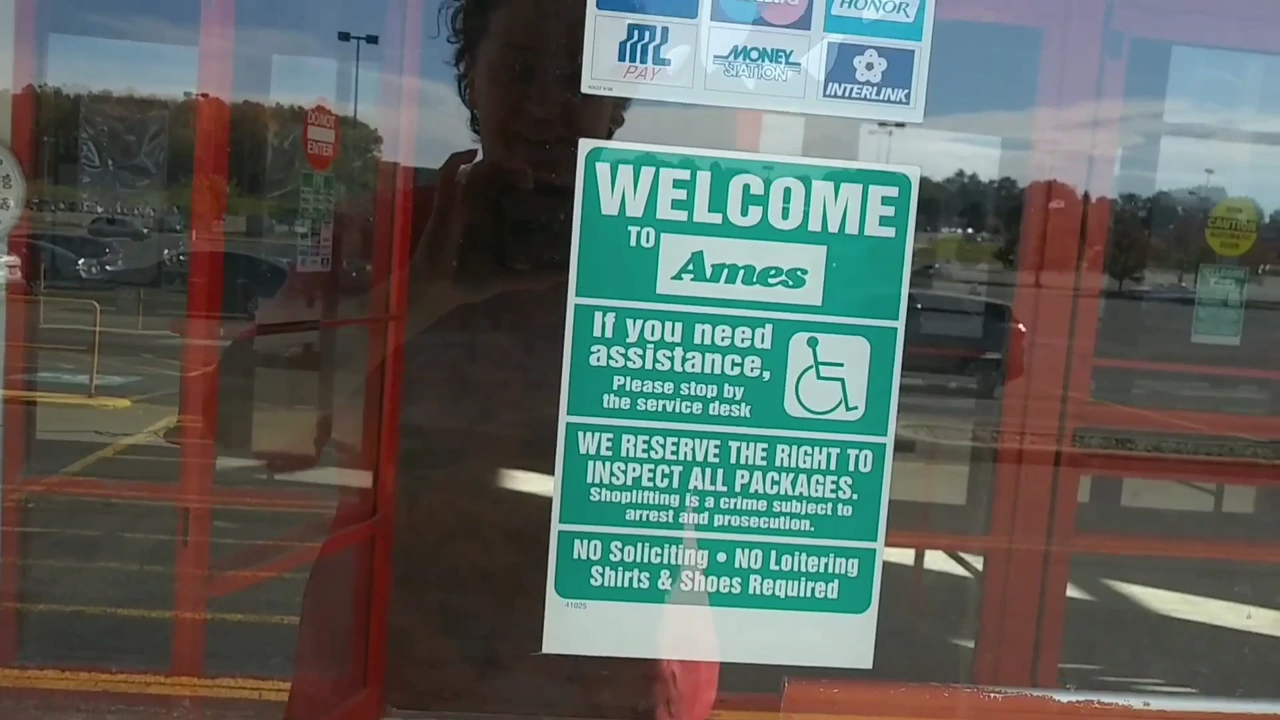 HONOR
PAY
MONEY
STATION
INTERLINK
DO NOT
ENTER
WELCOME
TO Ames
If you need
assistance,
Please stop by
the service desk
WE RESERVE THE RIGHT TO
INSPECT ALL PACKAGES.
Shoplifting is a crime subject to
arrest and prosecution.
NO Soliciting • NO Loitering
Shirts & Shoes Required
41025
CAUTION